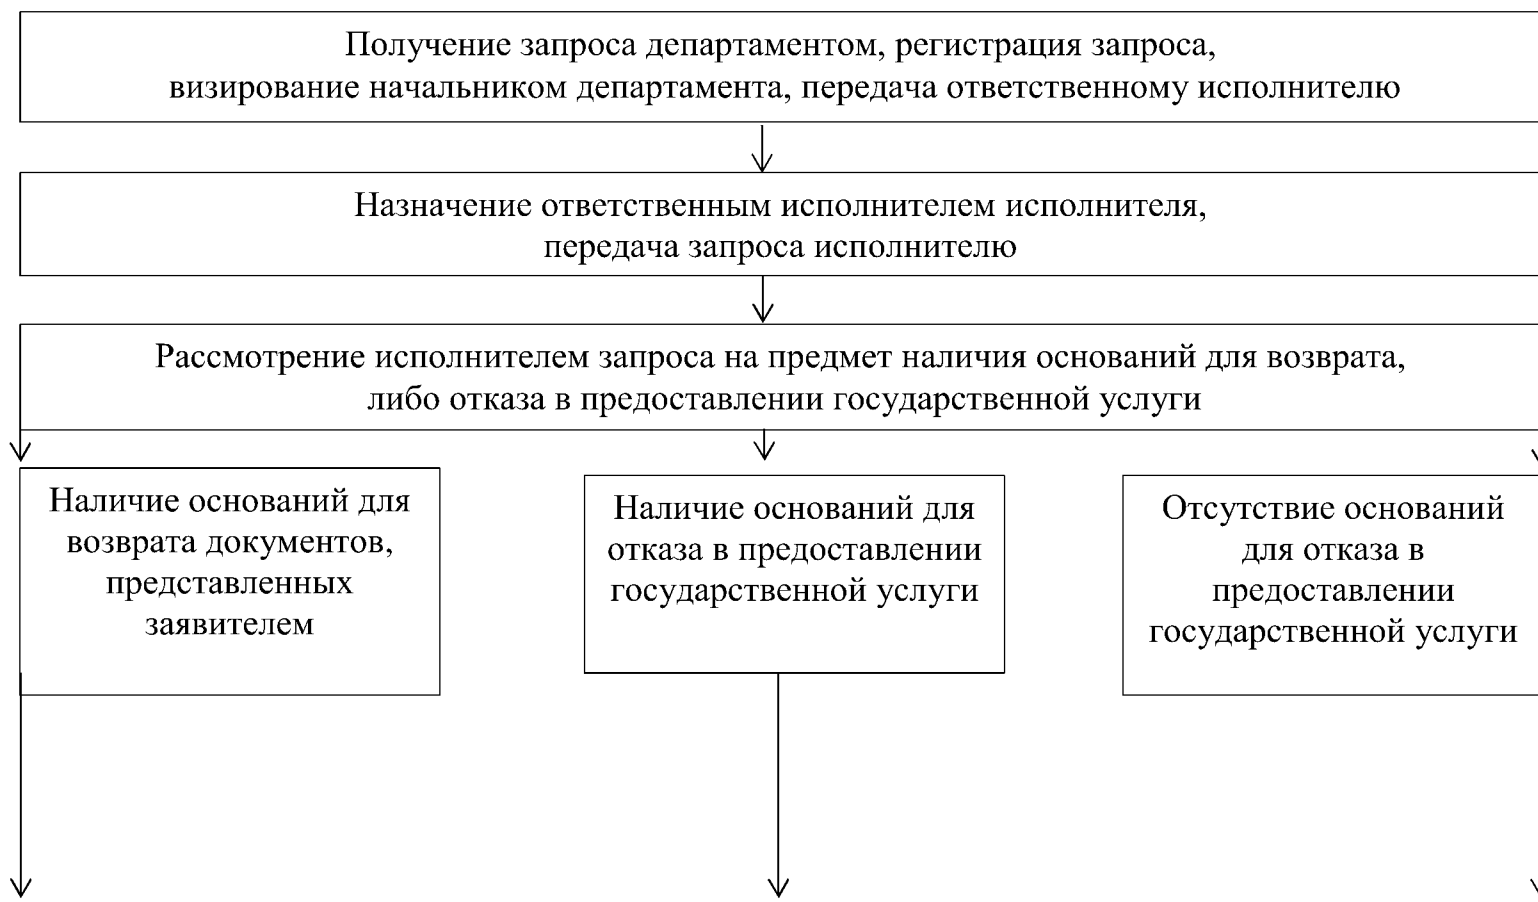 Получение запроса департаментом, регистрация запроса,
визирование начальником департамента, передача ответственному исполнителю
Назначение ответственным исполнителем исполнителя,
передача запроса исполнителю
Рассмотрение исполнителем запроса на предмет наличия оснований для возврата,
либо отказа в предоставлении государственной услуги
Наличие оснований для
возврата документов,
представленных
заявителем
Наличие оснований для
отказа в предоставлении
государственной услуги
Отсутствие оснований
для отказа в
предоставлении
государственной услуги